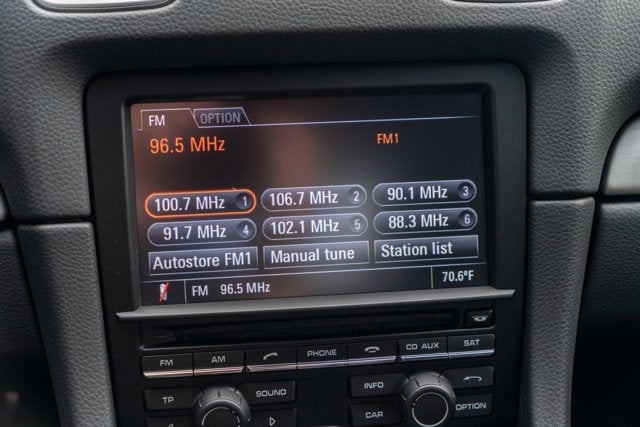 FM OPTION
96.5 MHz FM1
100.7 MHz 1 106.7 MHz 2 90.1 MHz 3
91.7 MHz 4 102.1 MHz 5 88.3 MHz 6
Autostore FM1 Manual tune Station list
FM 96.5 MHz 70.6°F
FM AM PHONE CD AUX SAT
TP SOUND INFO
CAR OPTION